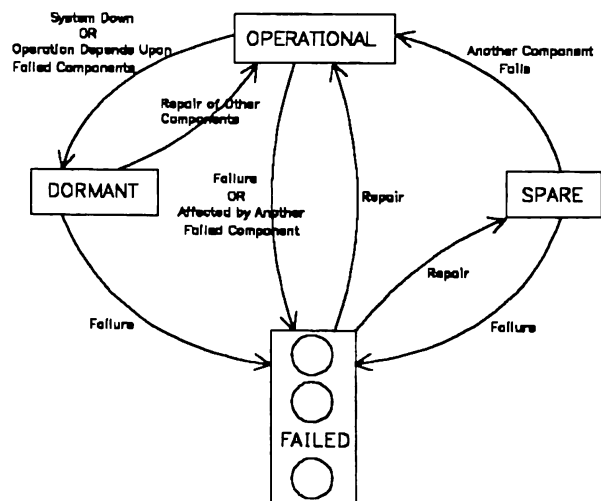 System Down
OR
Operation Depends Upon
Failed Components
OPERATIONAL
Another Component
Fails
Repair of Other
Components
DORMANT
Failure
OR
Affected by Another
Failed Component
Repair
SPARE
Repair
Failure
Failure
FAILED